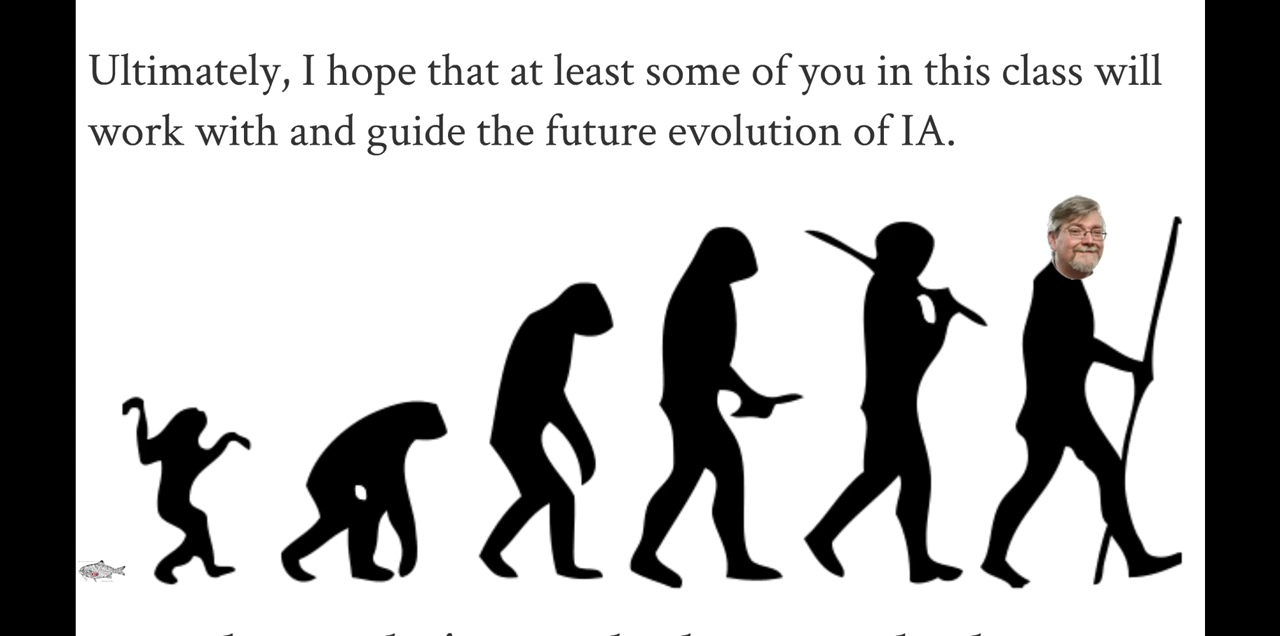 Ultimately, I hope that at least some of you in this class will
work with and guide the future evolution of IA.